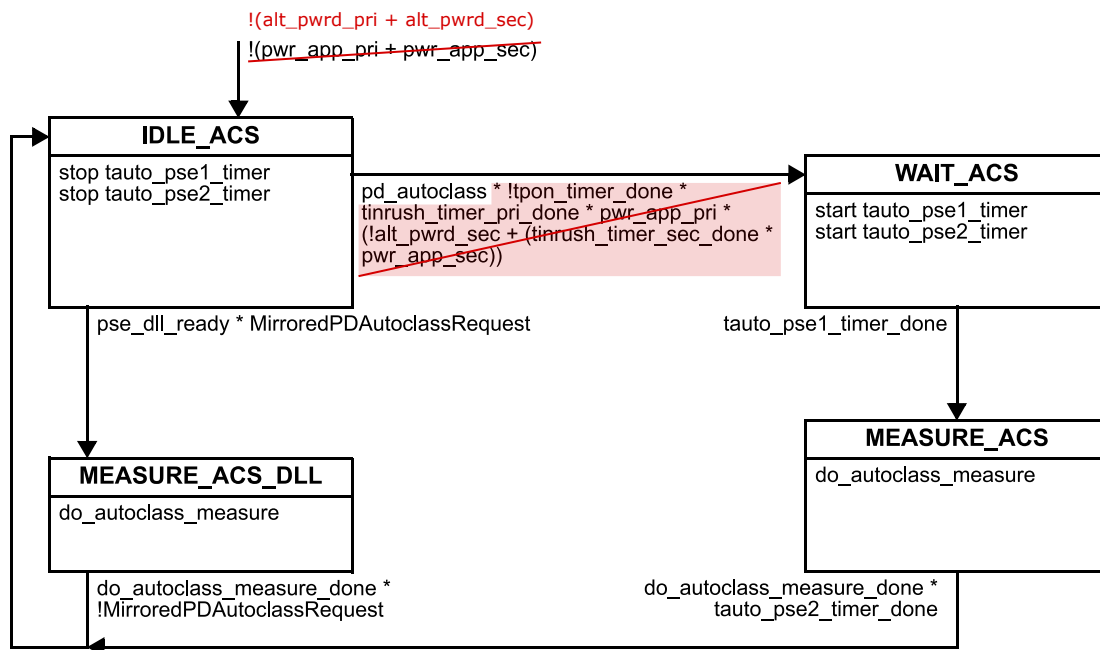 !(alt_pwrd_pri + alt_pwrd_sec)
!(pwr_app_pri + pwr_app_sec)
IDLE_ACS
stop tauto_pse1_timer
stop tauto_pse2_timer
pd_autoclass * !tpon_timer_done *
tinrush_timer_pri_done * pwr_app_pri *
(!alt_pwrd_sec + (tinrush_timer_sec_done *
pwr_app_sec))
WAIT_ACS
start tauto_pse1_timer
start tauto_pse2_timer
pse_dll_ready * MirroredPDAutoclassRequest
tauto_pse1_timer_done
MEASURE_ACS_DLL
do_autoclass_measure
MEASURE_ACS
do_autoclass_measure
do_autoclass_measure_done *
!MirroredPDAutoclassRequest
do_autoclass_measure_done *
tauto_pse2_timer_done